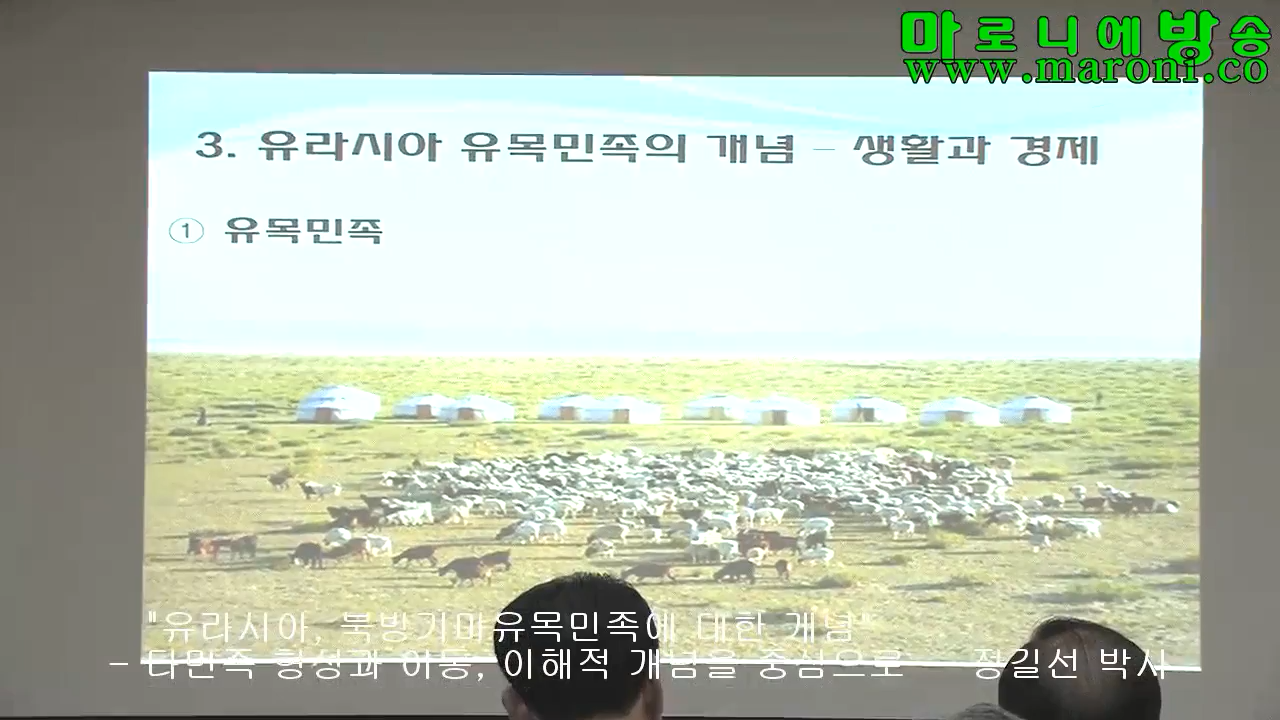 마로니에방송
www.maroni.co
3. 유라시아 유목민족의 개념 – 생활과 경제
① 유목민족
"유라시아, 북방기마유목민족에 대한 개념"
- 다민족 형성과 이동, 이해적 개념을 중심으로 정길선 박사